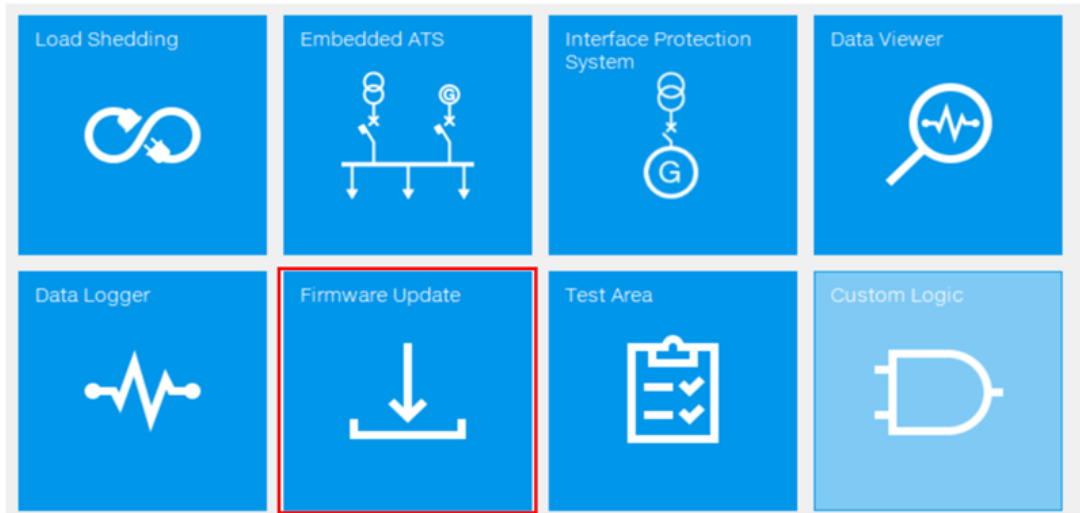 Load Shedding
Embedded ATS
G
Interface Protection
System
G
Data Viewer
Data Logger
Firmware Update
Test Area
Custom Logic